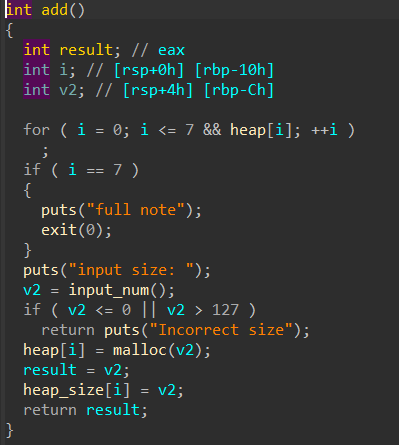 int add()
{
int result; // eax
int i; // [rsp+0h] [rbp-10h]
int v2; // [rsp+4h] [rbp-Ch]
for ( i = 0; i <= 7 && heap[i]; ++i )
;
if ( i == 7 )
{
puts("full note");
exit(0);
}
puts("input size: ");
v2 = input_num();
if ( v2 <= 0 || v2 > 127 )
return puts("Incorrect size");
heap[i] = malloc(v2);
result = v2;
heap_size[i] = v2;
return result;
}